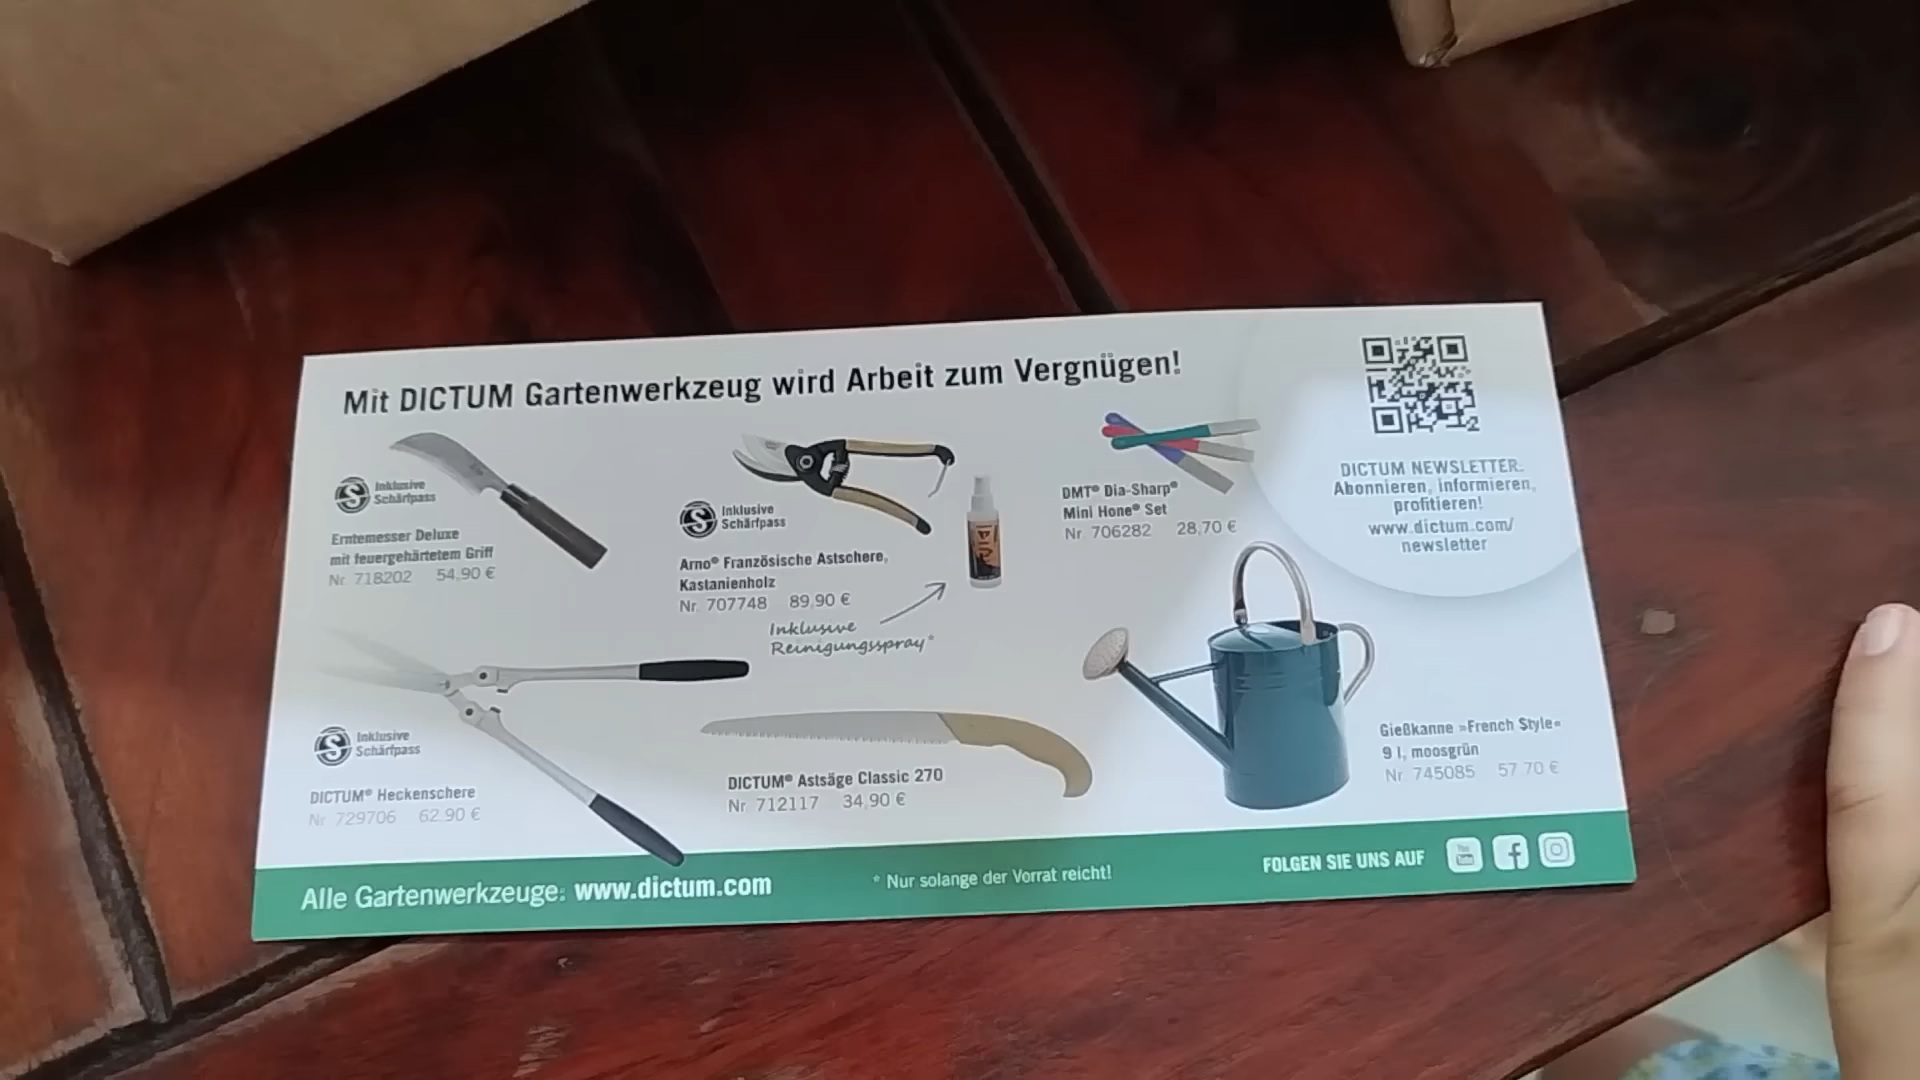 Mit DICTUM Gartenwerkzeug wird Arbeit zum Vergnügen!
Inklusive
Schärfpass
Erntemesser Deluxe
mit feuergehärtetem Griff
Nr. 718202 54,90 €
Inklusive
Schärfpass
Arno® Französische Astschere,
Kastanienholz
Nr. 707748 89,90 €
Inklusive
Reinigungsspray*
DMT® Dia-Sharp®
Mini Hone® Set
Nr. 706282 28,70 €
DICTUM NEWSLETTER:
Abonnieren, informieren,
profitieren!
www.dictum.com/
newsletter
Inklusive
Schärfpass
DICTUM® Heckenschere
Nr. 729706 62,90 €
DICTUM® Astsäge Classic 270
Nr. 712117 34,90 €
Gießkanne »French Style«
9 l, moosgrün
Nr. 745085 57,70 €
Alle Gartenwerkzeuge: www.dictum.com
* Nur solange der Vorrat reicht!
FOLGEN SIE UNS AUF
You
Tube